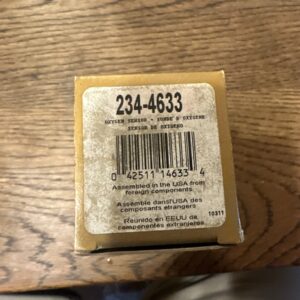 234-4633
OXYGEN SENSOR • SONDE À OXYGÈNE
SENSOR DE OXÍGENO
0 42511 14633 4
Assembled in the USA from
foreign components.
Assemblé dans l'USA des
composants étrangers
Reunido en EEUU de
componentes extranjeros
10311